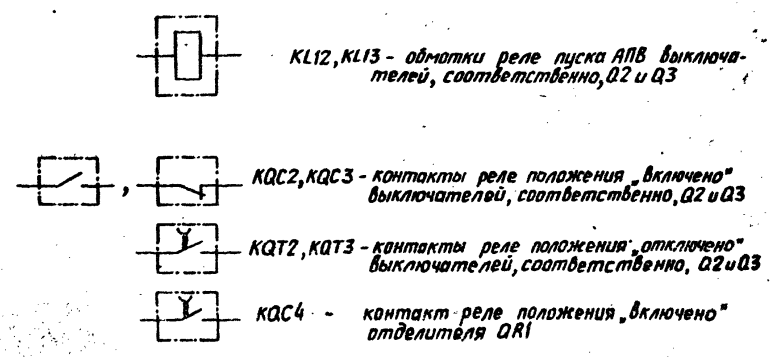 KL12, KL13 - обмотки реле пуска АПВ выключа-
телей, соответственно, Q2 и Q3
, KQC2, KQC3 - контакты реле положения „включено"
выключателей, соответственно, Q2 и Q3
KQT2, KQT3 - контакты реле положения „отключено"
выключателей, соответственно, Q2 и Q3
KQC4 - контакт реле положения „включено"
отделителя QR1